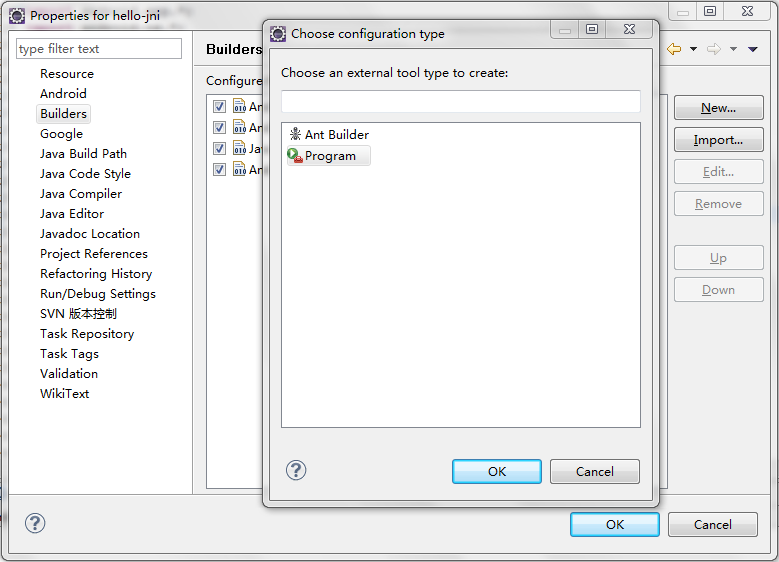 Properties for hello-jni
type filter text
Resource
Android
Builders
Google
Java Build Path
Java Code Style
Java Compiler
Java Editor
Javadoc Location
Project References
Refactoring History
Run/Debug Settings
SVN 版本控制
Task Repository
Task Tags
Validation
WikiText
Builders
Configure
An
An
Ja
An
New...
Import...
Edit...
Remove
Up
Down
Choose configuration type
Choose an external tool type to create:
Ant Builder
Program
OK
Cancel
OK
Cancel